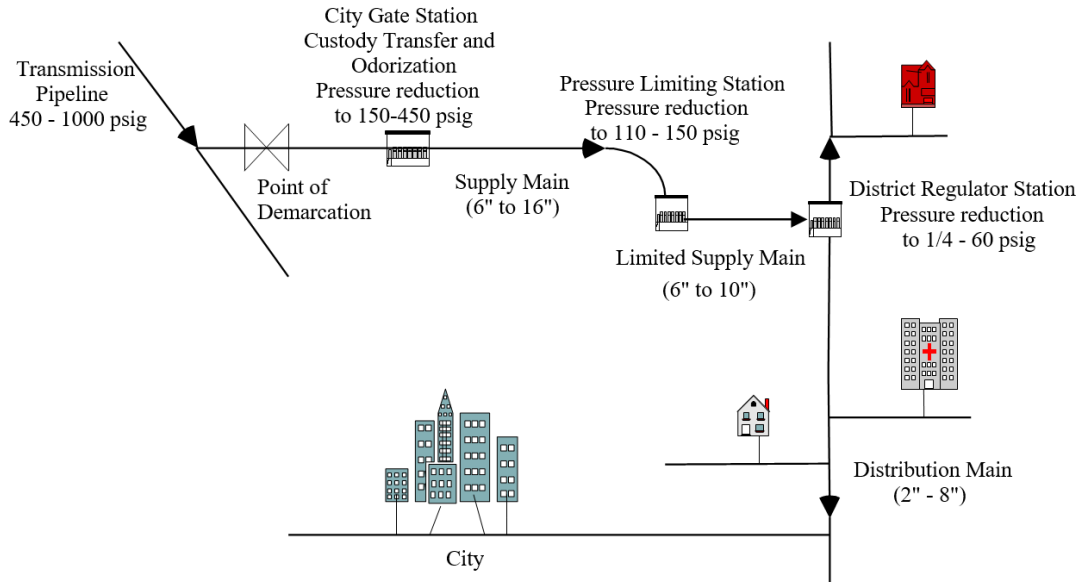 Transmission
Pipeline
450 - 1000 psig
City Gate Station
Custody Transfer and
Odorization
Pressure reduction
to 150-450 psig
Point of
Demarcation
Supply Main
(6" to 16")
Pressure Limiting Station
Pressure reduction
to 110 - 150 psig
Limited Supply Main
(6" to 10")
District Regulator Station
Pressure reduction
to 1/4 - 60 psig
Distribution Main
(2" - 8")
City